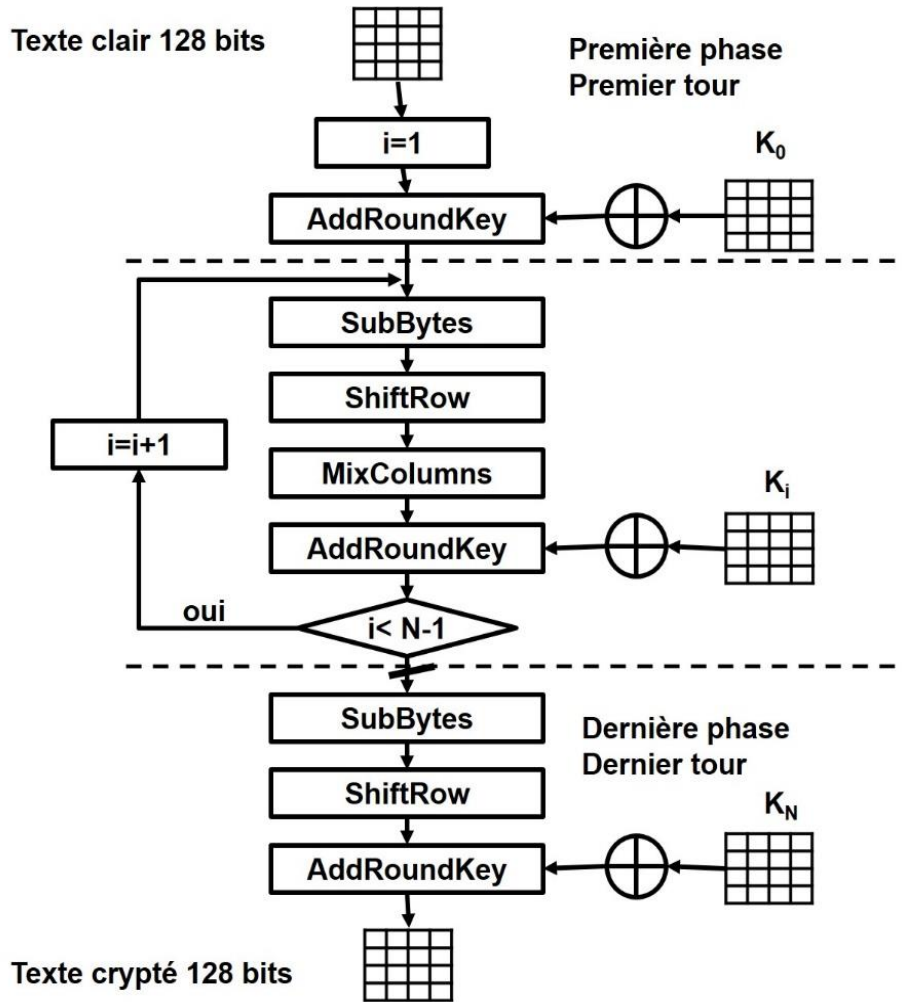 Texte clair 128 bits
Première phase
Premier tour
i=1
K0
AddRoundKey
SubBytes
ShiftRow
i=i+1
MixColumns
Ki
AddRoundKey
oui
i< N-1
SubBytes
Dernière phase
Dernier tour
ShiftRow
KN
AddRoundKey
Texte crypté 128 bits